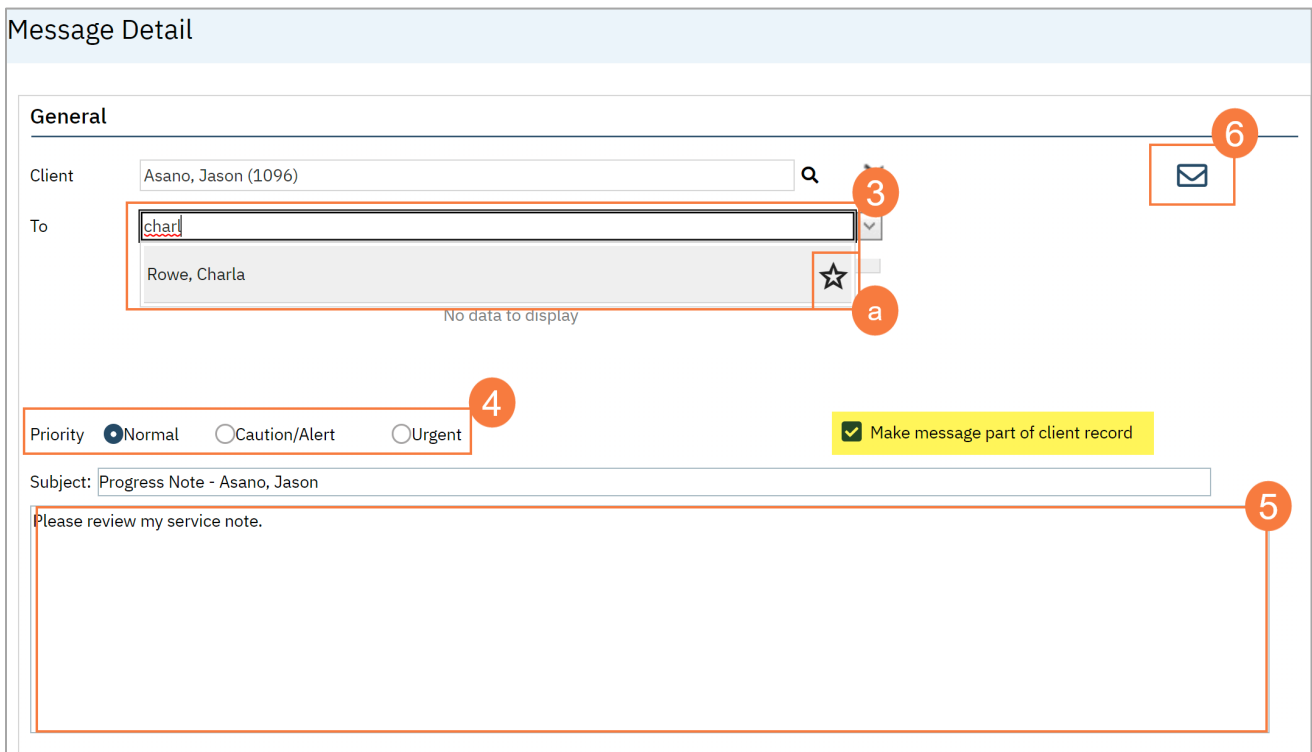 Message Detail
General
6
Client Asano, Jason (1096)
3
To charl
Rowe, Charla
a
No data to display
4
Priority Normal Caution/Alert Urgent Make message part of client record
Subject: Progress Note - Asano, Jason
5
Please review my service note.